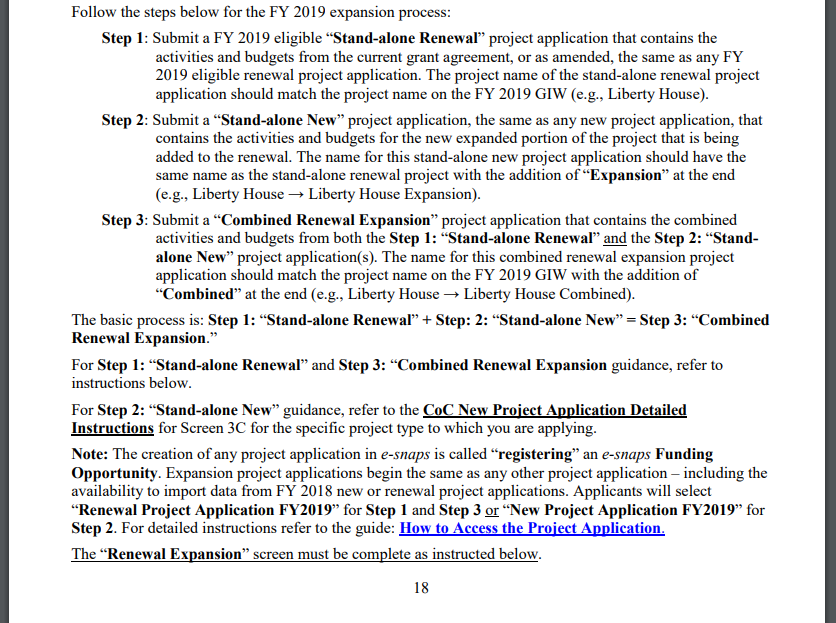 Follow the steps below for the FY 2019 expansion process:
Step 1: Submit a FY 2019 eligible “Stand-alone Renewal” project application that contains the
activities and budgets from the current grant agreement, or as amended, the same as any FY
2019 eligible renewal project application. The project name of the stand-alone renewal project
application should match the project name on the FY 2019 GIW (e.g., Liberty House).
Step 2: Submit a “Stand-alone New” project application, the same as any new project application, that
contains the activities and budgets for the new expanded portion of the project that is being
added to the renewal. The name for this stand-alone new project application should have the
same name as the stand-alone renewal project with the addition of “Expansion” at the end
(e.g., Liberty House → Liberty House Expansion).
Step 3: Submit a “Combined Renewal Expansion” project application that contains the combined
activities and budgets from both the Step 1: “Stand-alone Renewal” and the Step 2: “Stand-
alone New” project application(s). The name for this combined renewal expansion project
application should match the project name on the FY 2019 GIW with the addition of
“Combined” at the end (e.g., Liberty House → Liberty House Combined).
The basic process is: Step 1: “Stand-alone Renewal” + Step: 2: “Stand-alone New” = Step 3: “Combined
Renewal Expansion.”
For Step 1: “Stand-alone Renewal” and Step 3: “Combined Renewal Expansion guidance, refer to
instructions below.
For Step 2: “Stand-alone New” guidance, refer to the CoC New Project Application Detailed
Instructions for Screen 3C for the specific project type to which you are applying.
Note: The creation of any project application in e-snaps is called “registering” an e-snaps Funding
Opportunity. Expansion project applications begin the same as any other project application – including the
availability to import data from FY 2018 new or renewal project applications. Applicants will select
“Renewal Project Application FY2019” for Step 1 and Step 3 or “New Project Application FY2019” for
Step 2. For detailed instructions refer to the guide: How to Access the Project Application.
The “Renewal Expansion” screen must be complete as instructed below.
18